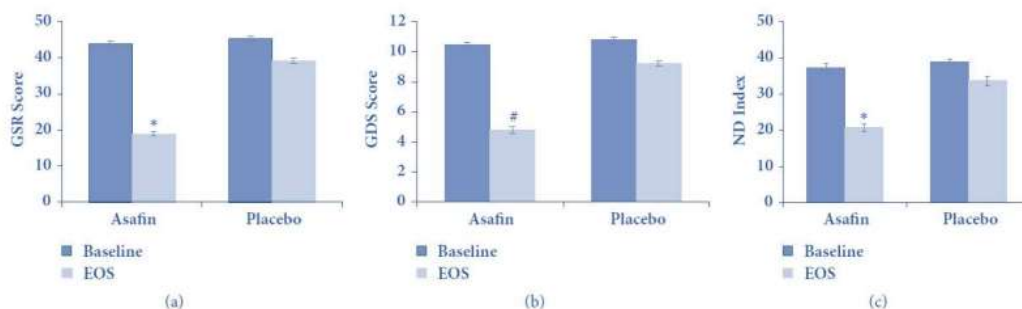 50
40
30
20
10
0
GSR Score
*
Asafin
Placebo
Baseline
EOS
(a)
12
10
8
6
4
2
0
GDS Score
#
Asafin
Placebo
Baseline
EOS
(b)
50
40
30
20
10
0
ND Index
*
Asafin
Placebo
Baseline
EOS
(c)